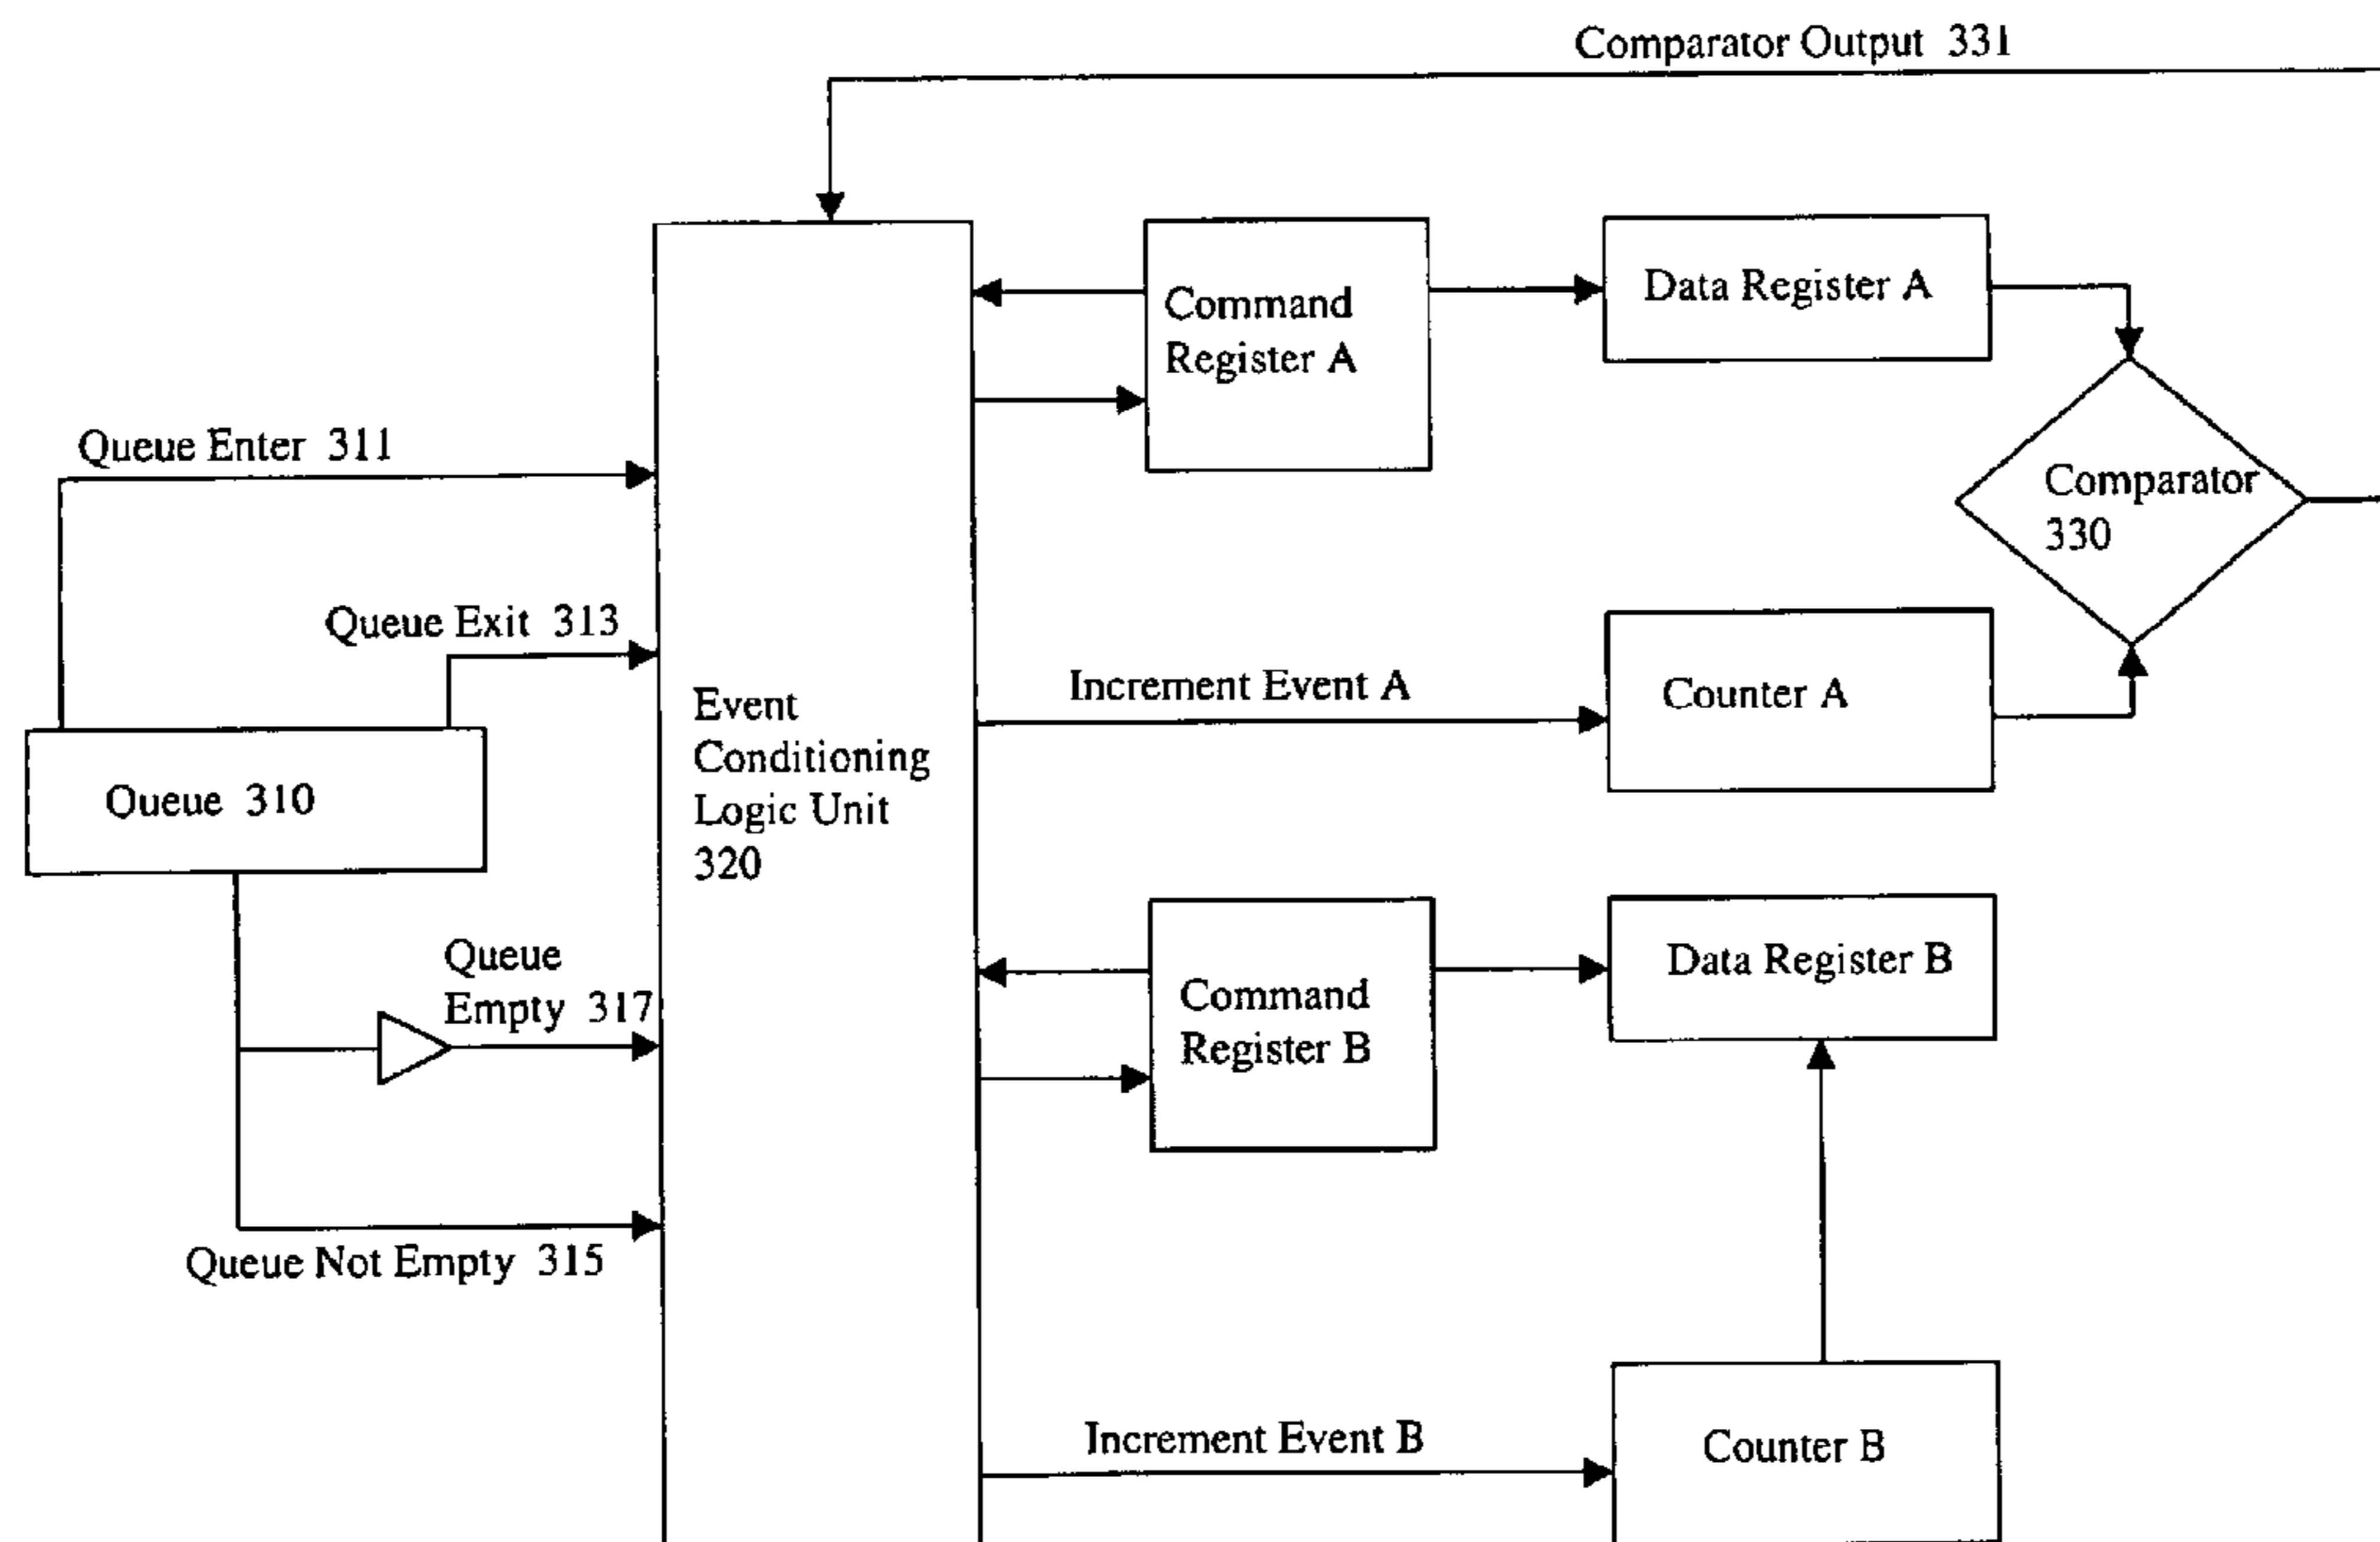 Comparator Output 331
Command
Register A
Data Register A
Queue Enter 311
Comparator
330
Queue Exit 313
Increment Event A
Counter A
Event
Conditioning
Logic Unit
320
Queue 310
Queue
Empty 317
Command
Register B
Data Register B
Queue Not Empty 315
Increment Event B
Counter B